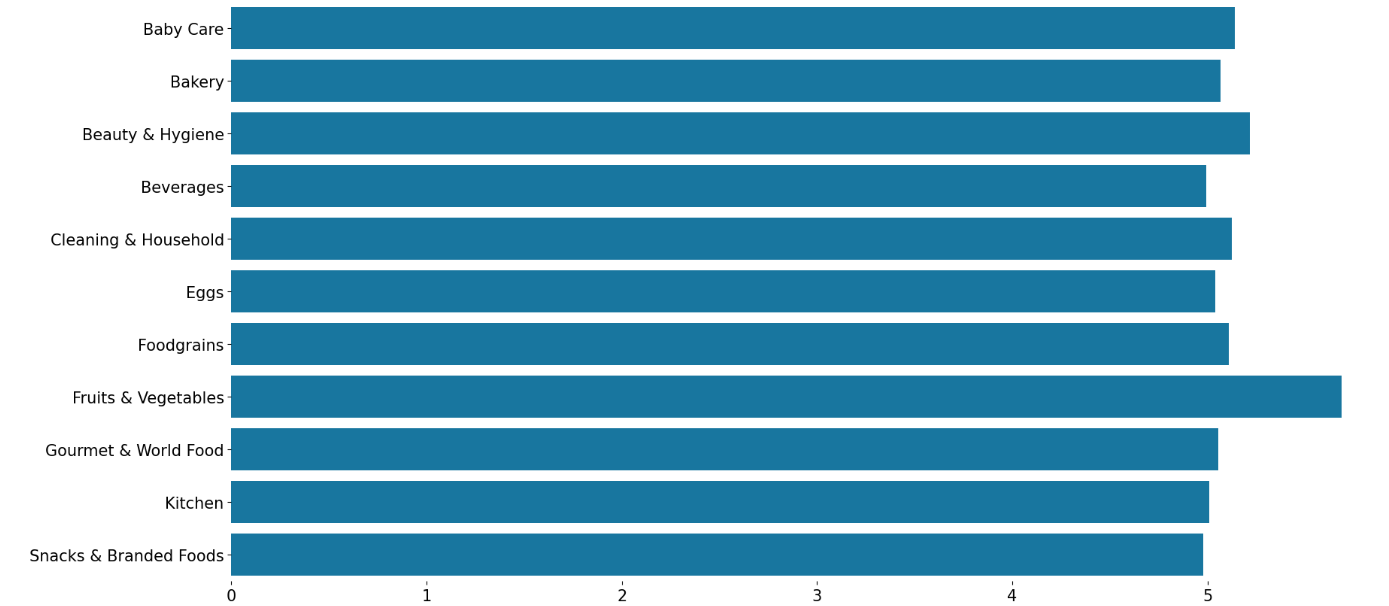 Baby Care
Bakery
Beauty & Hygiene
Beverages
Cleaning & Household
Eggs
Foodgrains
Fruits & Vegetables
Gourmet & World Food
Kitchen
Snacks & Branded Foods
0 1 2 3 4 5